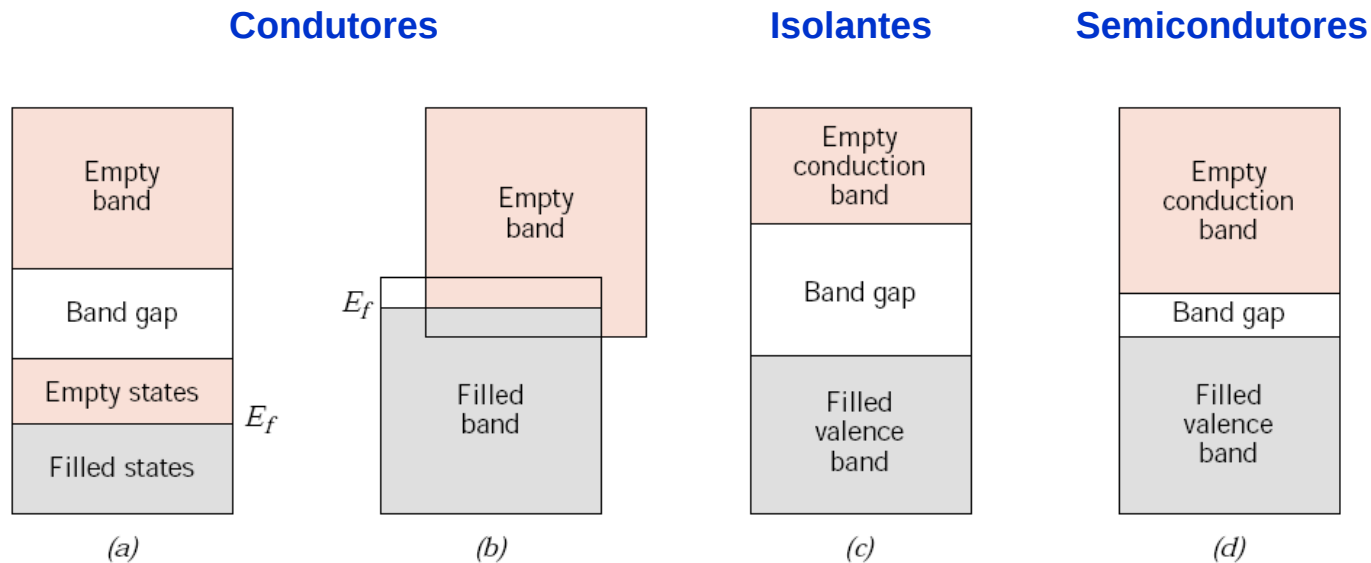 Condutores
Isolantes
Semicondutores
Empty
band
Band gap
Empty states
Filled states
E_f
(a)
Empty
band
E_f
Filled
band
(b)
Empty
conduction
band
Band gap
Filled
valence
band
(c)
Empty
conduction
band
Band gap
Filled
valence
band
(d)